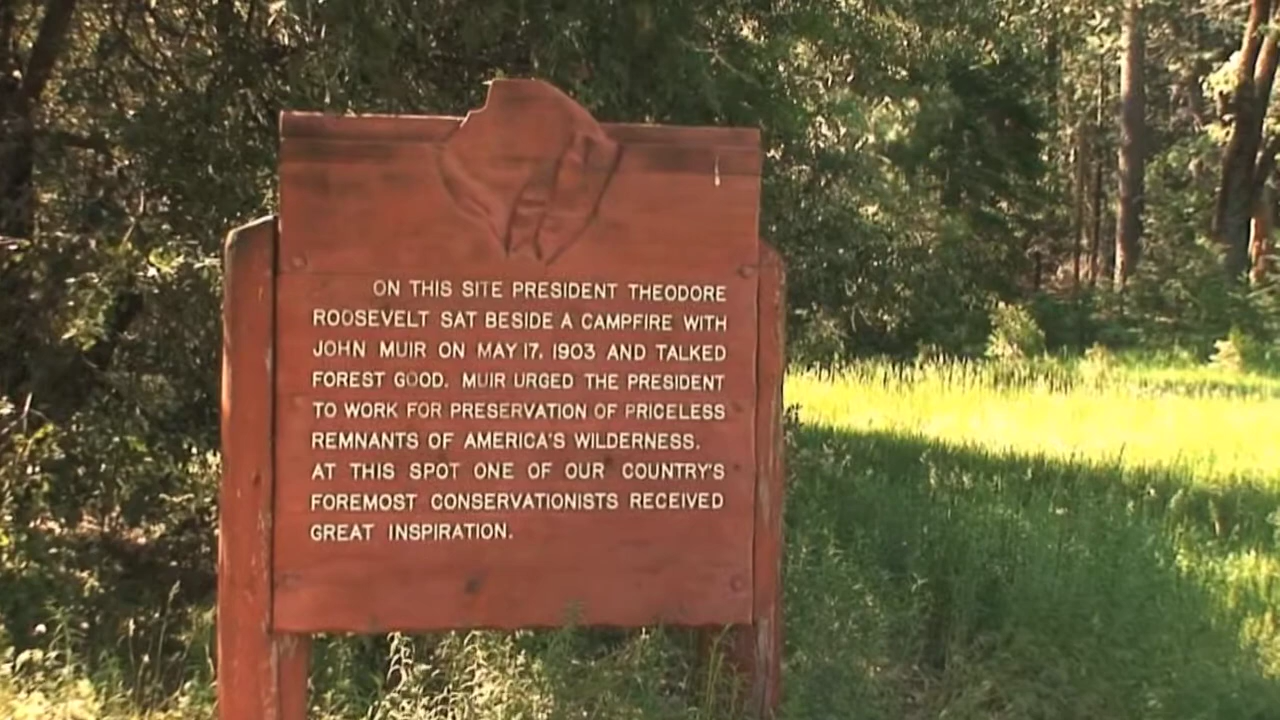 ON THIS SITE PRESIDENT THEODORE
ROOSEVELT SAT BESIDE A CAMPFIRE WITH
JOHN MUIR ON MAY 17, 1903 AND TALKED
FOREST GOOD. MUIR URGED THE PRESIDENT
TO WORK FOR PRESERVATION OF PRICELESS
REMNANTS OF AMERICA'S WILDERNESS.
AT THIS SPOT ONE OF OUR COUNTRY'S
FOREMOST CONSERVATIONISTS RECEIVED
GREAT INSPIRATION.